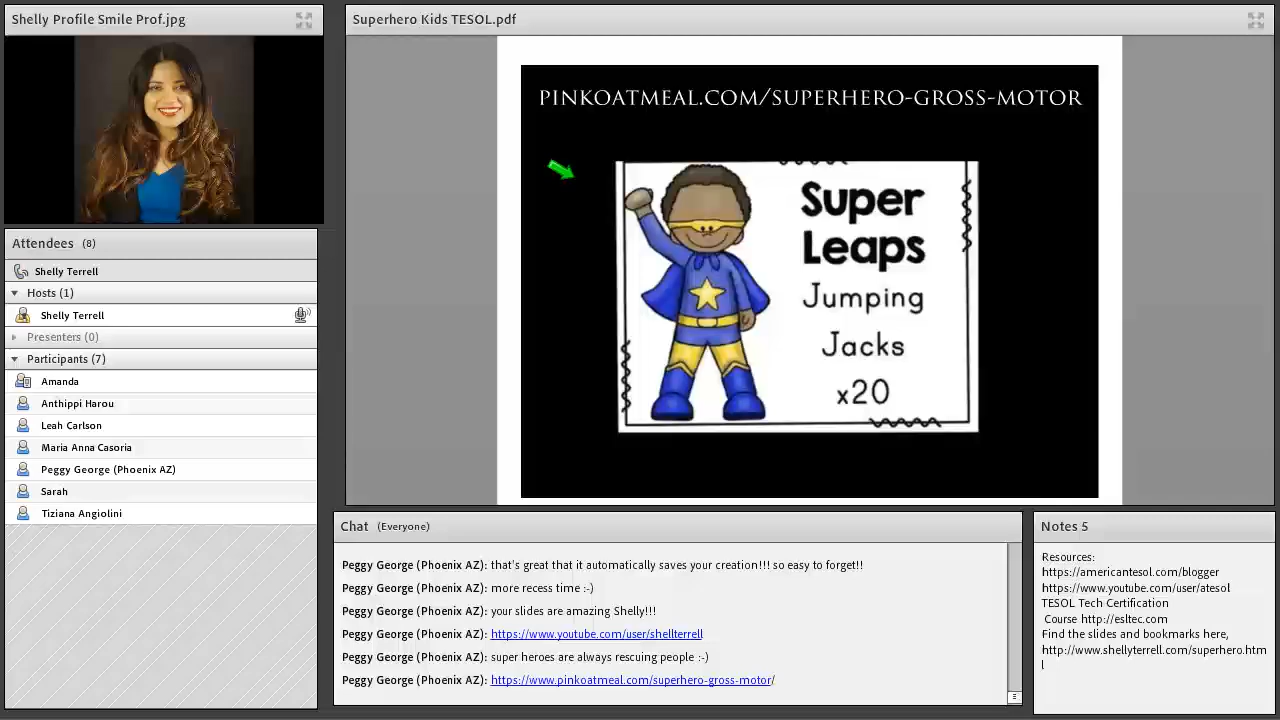 Shelly Profile Smile Prof.jpg
Attendees (8)
Shelly Terrell
Hosts (1)
Shelly Terrell
Presenters (0)
Participants (7)
Amanda
Anthippi Harou
Leah Carlson
Maria Anna Casoria
Peggy George (Phoenix AZ)
Sarah
Tiziana Angiolini
Superhero Kids TESOL.pdf
PINKOATMEAL.COM/SUPERHERO-GROSS-MOTOR
Super
Leaps
Jumping
Jacks
x20
Chat (Everyone)
Peggy George (Phoenix AZ): that's great that it automatically saves your creation!!! so easy to forget!!
Peggy George (Phoenix AZ): more recess time :-)
Peggy George (Phoenix AZ): your slides are amazing Shelly!!!
Peggy George (Phoenix AZ): https://www.youtube.com/user/shellterrell
Peggy George (Phoenix AZ): super heroes are always rescuing people :-)
Peggy George (Phoenix AZ): https://www.pinkoatmeal.com/superhero-gross-motor/
Notes 5
Resources:
https://americantesol.com/blogger
https://www.youtube.com/user/atesol
TESOL Tech Certification
Course http://esltec.com
Find the slides and bookmarks here,
http://www.shellyterrell.com/superhero.htm
l